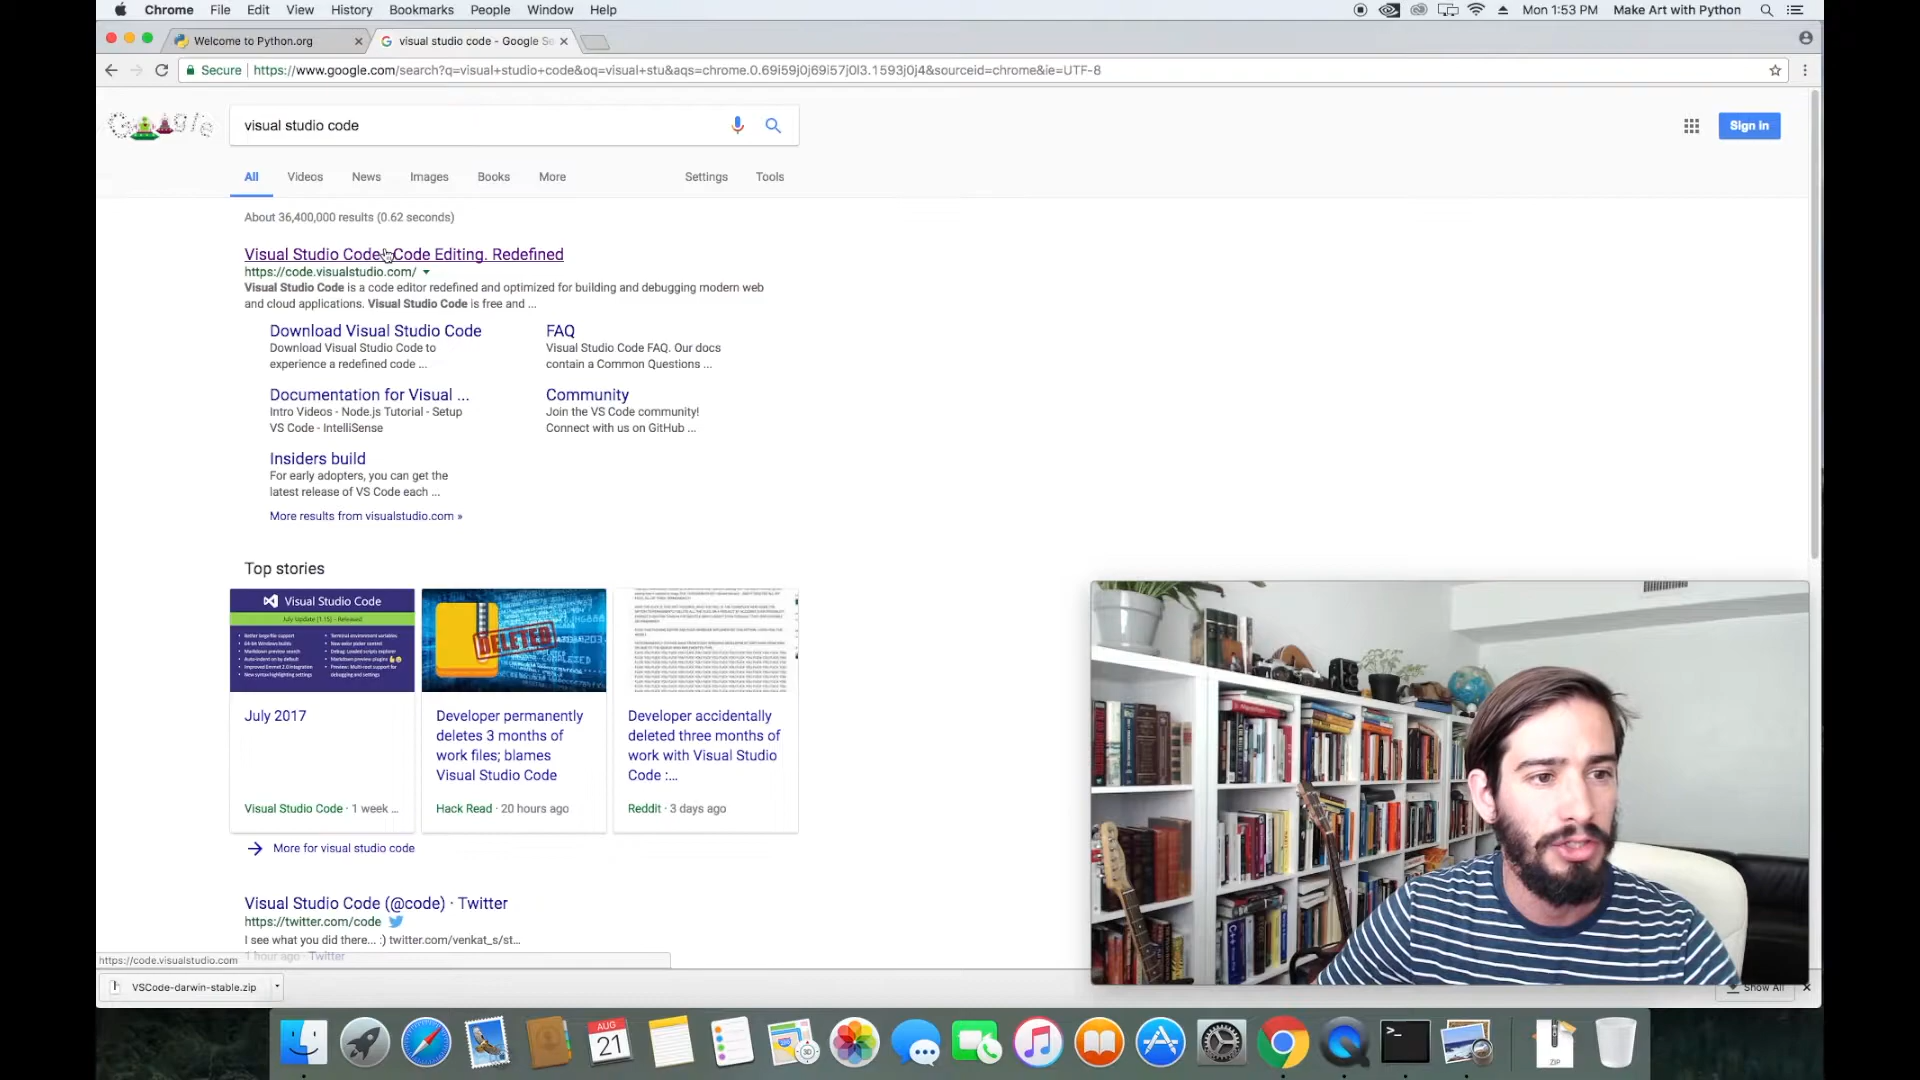 Chrome File Edit View History Bookmarks People Window Help
Mon 1:53 PM Make Art with Python
Welcome to Python.org
visual studio code - Google Se
Secure https://www.google.com/search?q=visual+studio+code&oq=visual+stu&aqs=chrome.0.69i59j0j69i57j0l3.1593j0j4&sourceid=chrome&ie=UTF-8
Google
visual studio code
Sign in
All Videos News Images Books More Settings Tools
About 36,400,000 results (0.62 seconds)
Visual Studio Code - Code Editing. Redefined
https://code.visualstudio.com/
Visual Studio Code is a code editor redefined and optimized for building and debugging modern web
and cloud applications. Visual Studio Code is free and ...
Download Visual Studio Code
Download Visual Studio Code to
experience a redefined code ...
FAQ
Visual Studio Code FAQ. Our docs
contain a Common Questions ...
Documentation for Visual ...
Intro Videos - Node.js Tutorial - Setup
VS Code - IntelliSense
Community
Join the VS Code community!
Connect with us on GitHub ...
Insiders build
For early adopters, you can get the
latest release of VS Code each ...
More results from visualstudio.com »
Top stories
Visual Studio Code
July Update (1.15) - Released
July 2017
Visual Studio Code · 1 week ...
DELETED
Developer permanently
deletes 3 months of
work files; blames
Visual Studio Code
Hack Read · 20 hours ago
Developer accidentally
deleted three months of
work with Visual Studio
Code :...
Reddit · 3 days ago
More for visual studio code
Visual Studio Code (@code) · Twitter
https://twitter.com/code
I see what you did there... :) twitter.com/venkat_s/st...
1 hour ago · Twitter
https://code.visualstudio.com
VSCode-darwin-stable.zip
Show All
AUG
21
ZIP